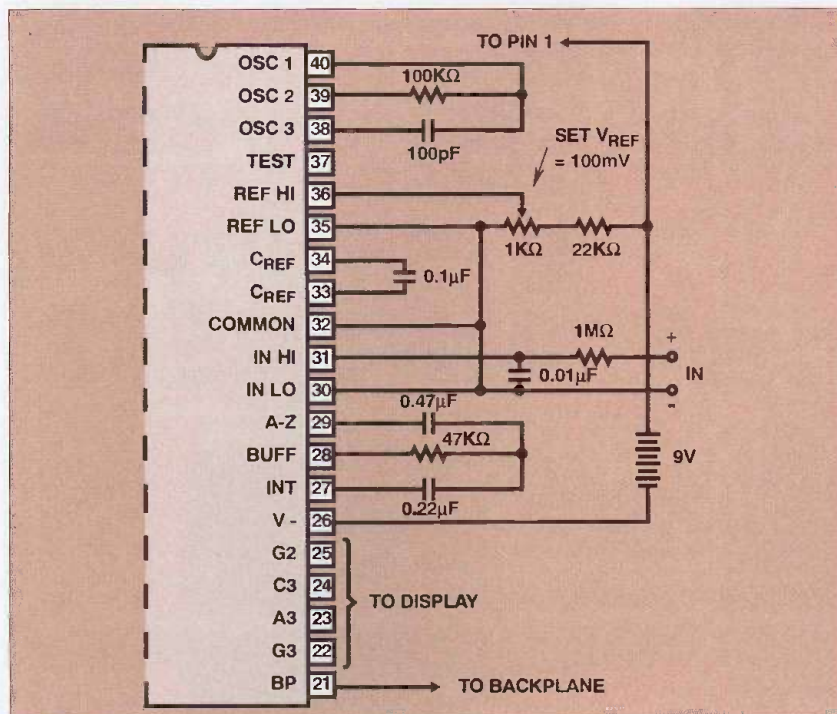 TO PIN 1
OSC 1 40
100KΩ
OSC 2 39
OSC 3 38
100pF
SET VREF
= 100mV
TEST 37
REF HI 36
REF LO 35
1KΩ 22KΩ
CREF 34
0.1µF
CREF 33
COMMON 32
1MΩ
+
IN HI 31
IN
0.01µF
IN LO 30
-
0.47µF
A-Z 29
47KΩ
BUFF 28
9V
INT 27
0.22µF
V - 26
G2 25
C3 24
TO DISPLAY
A3 23
G3 22
BP 21
TO BACKPLANE